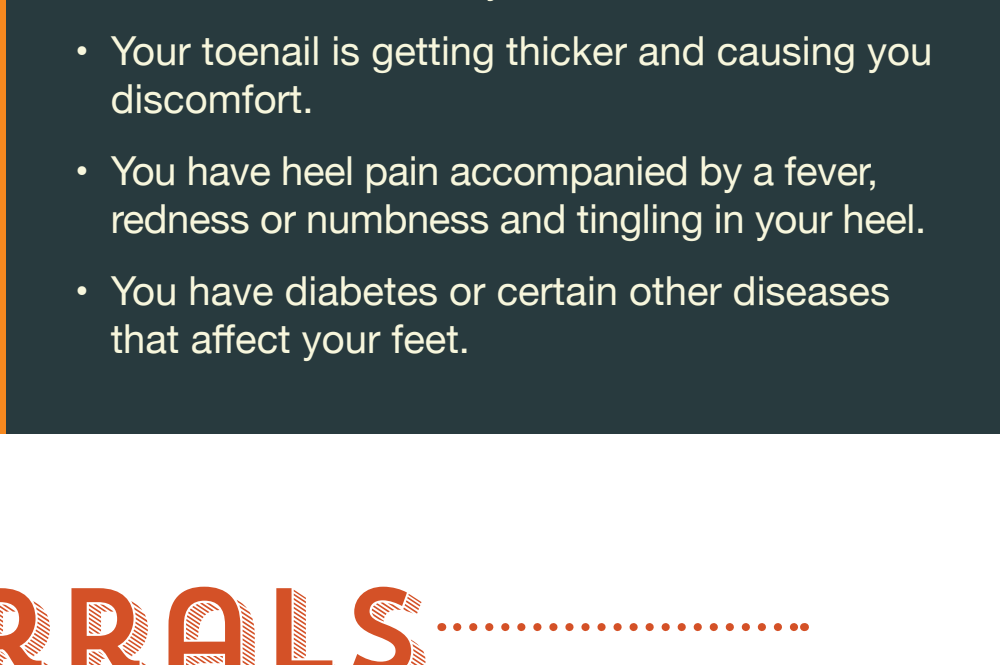 • Your toenail is getting thicker and causing you
discomfort.
• You have heel pain accompanied by a fever,
redness or numbness and tingling in your heel.
• You have diabetes or certain other diseases
that affect your feet.
RRALS